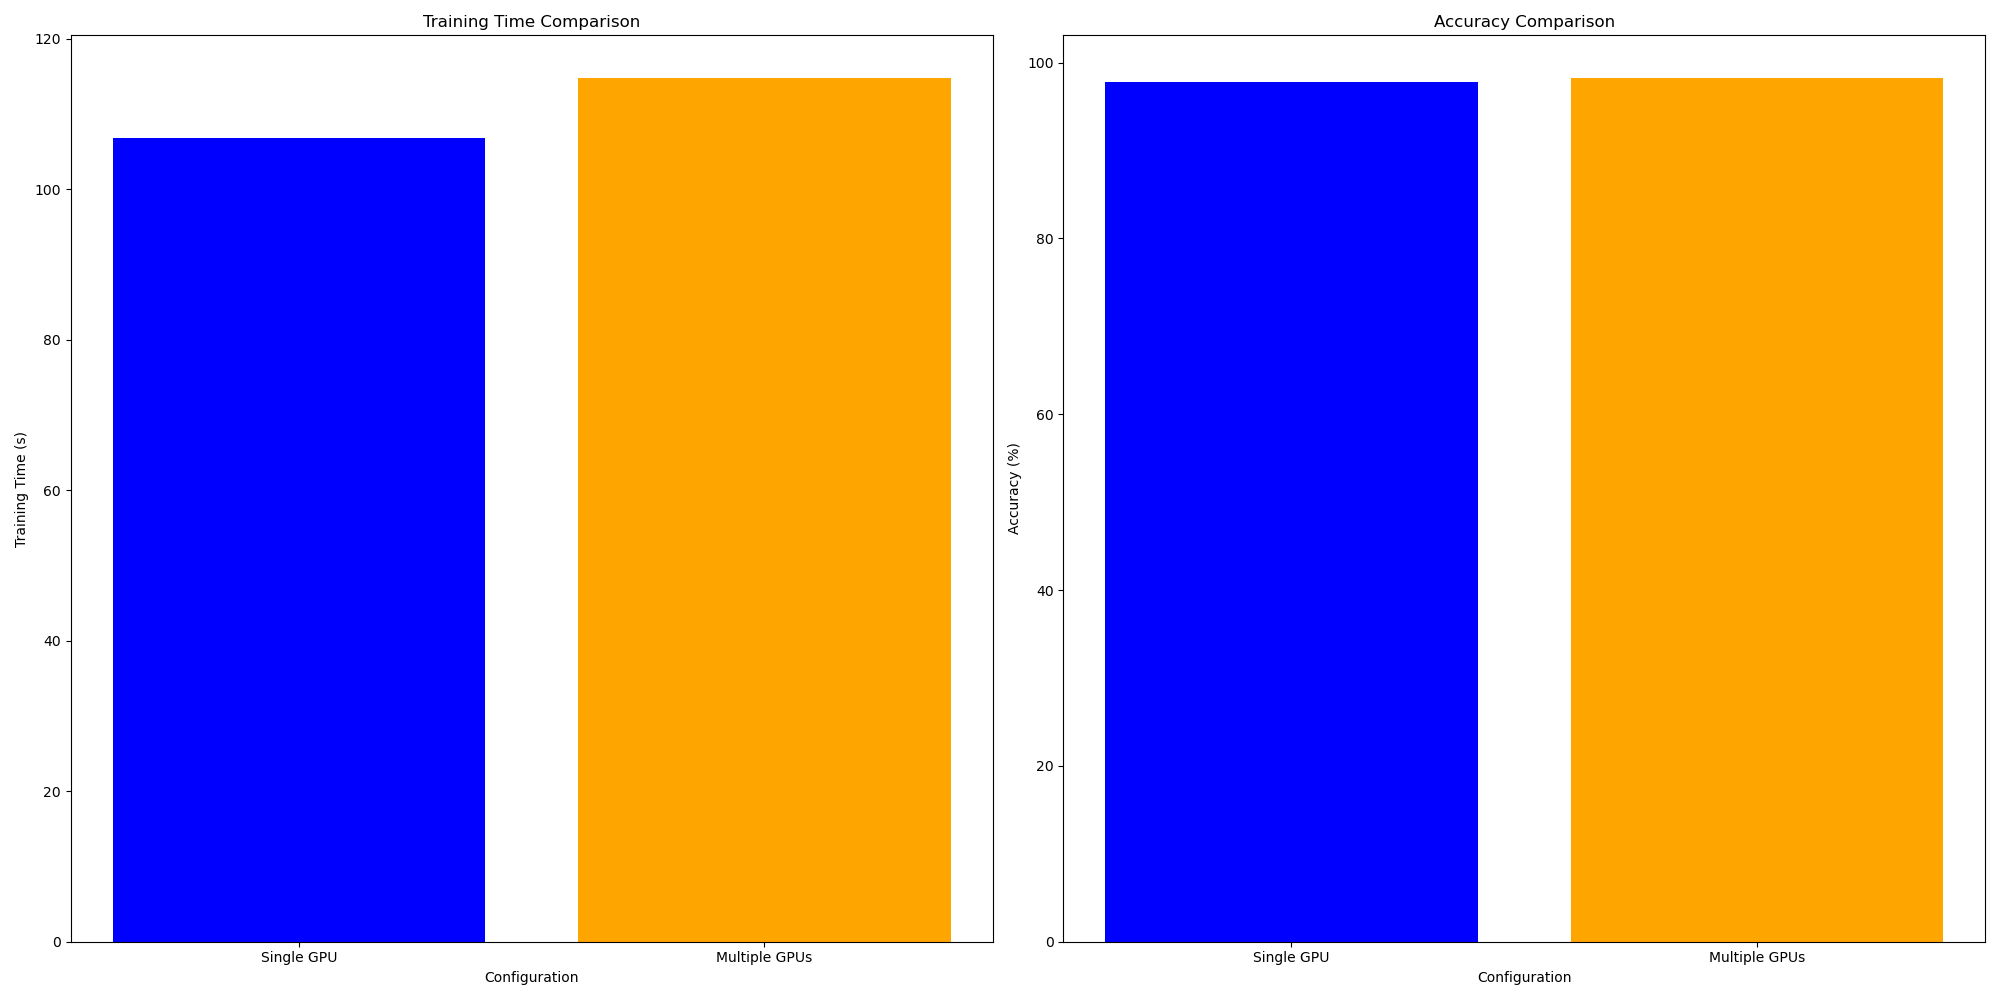 Training Time Comparison
120
100
80
60
40
20
0
Training Time (s)
Single GPU
Multiple GPUs
Configuration
Accuracy Comparison
100
80
60
40
20
0
Accuracy (%)
Single GPU
Multiple GPUs
Configuration